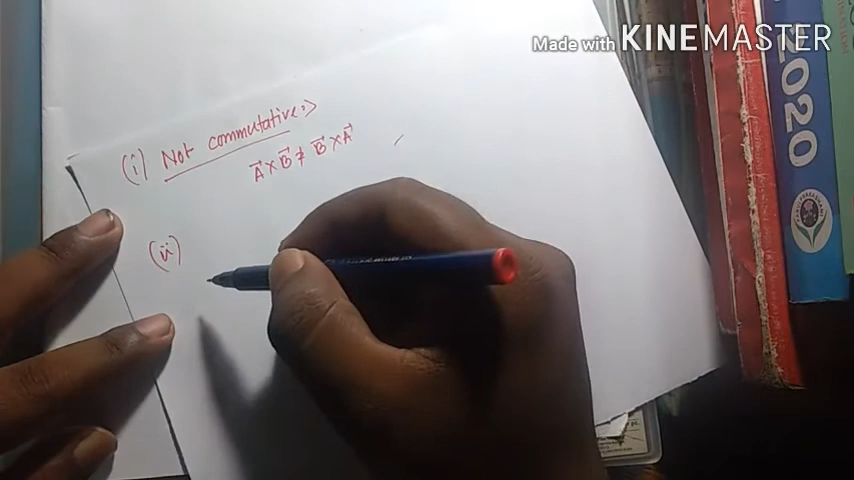 Made with KINEMASTER
(i) Not commutative :->
A⃗ × B⃗ ≠ B⃗ × A⃗
(ii)
2020